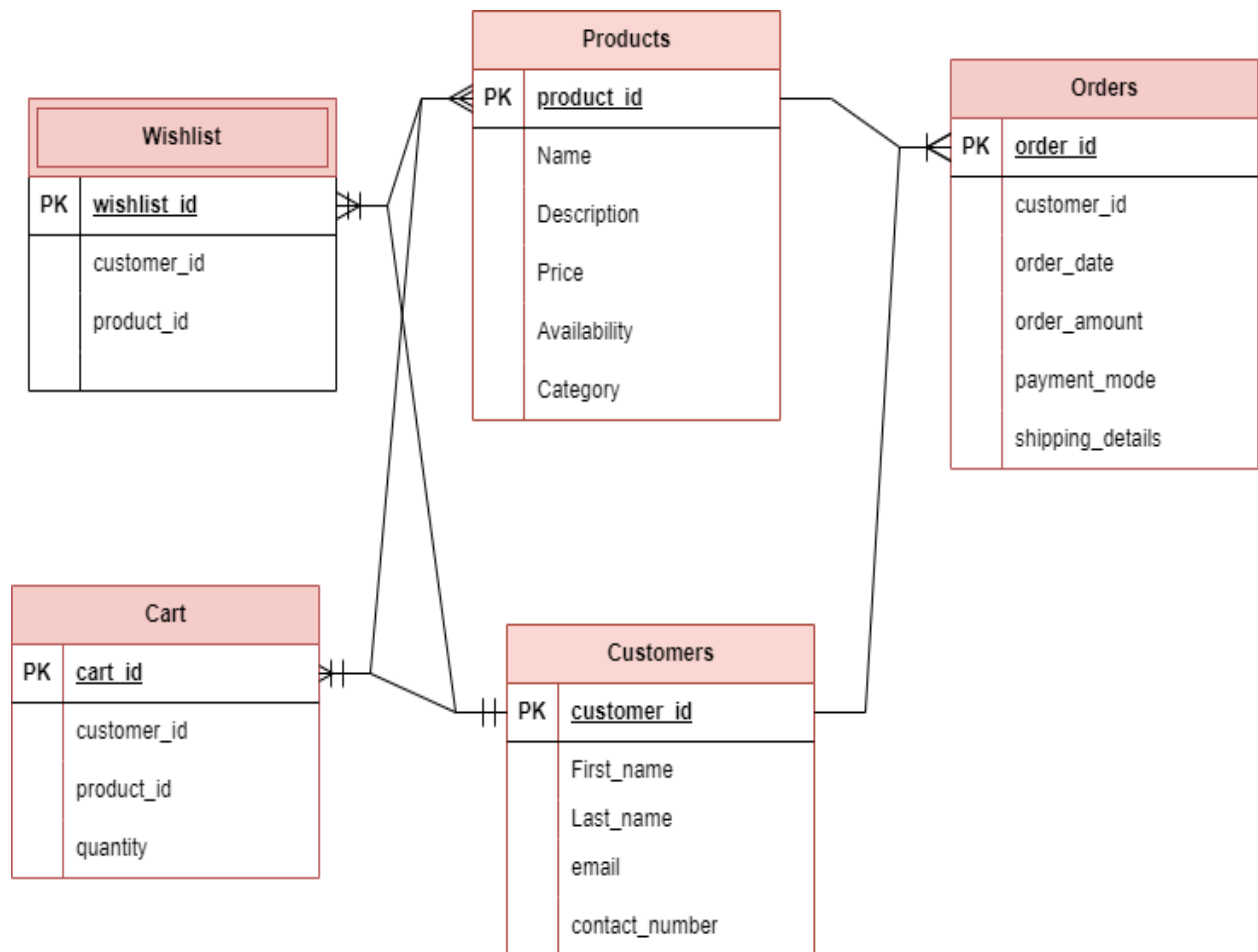 Products
PK product_id
Name
Description
Price
Availability
Category
Orders
PK order_id
customer_id
order_date
order_amount
payment_mode
shipping_details
Wishlist
PK wishlist_id
customer_id
product_id
Cart
PK cart_id
customer_id
product_id
quantity
Customers
PK customer_id
First_name
Last_name
email
contact_number